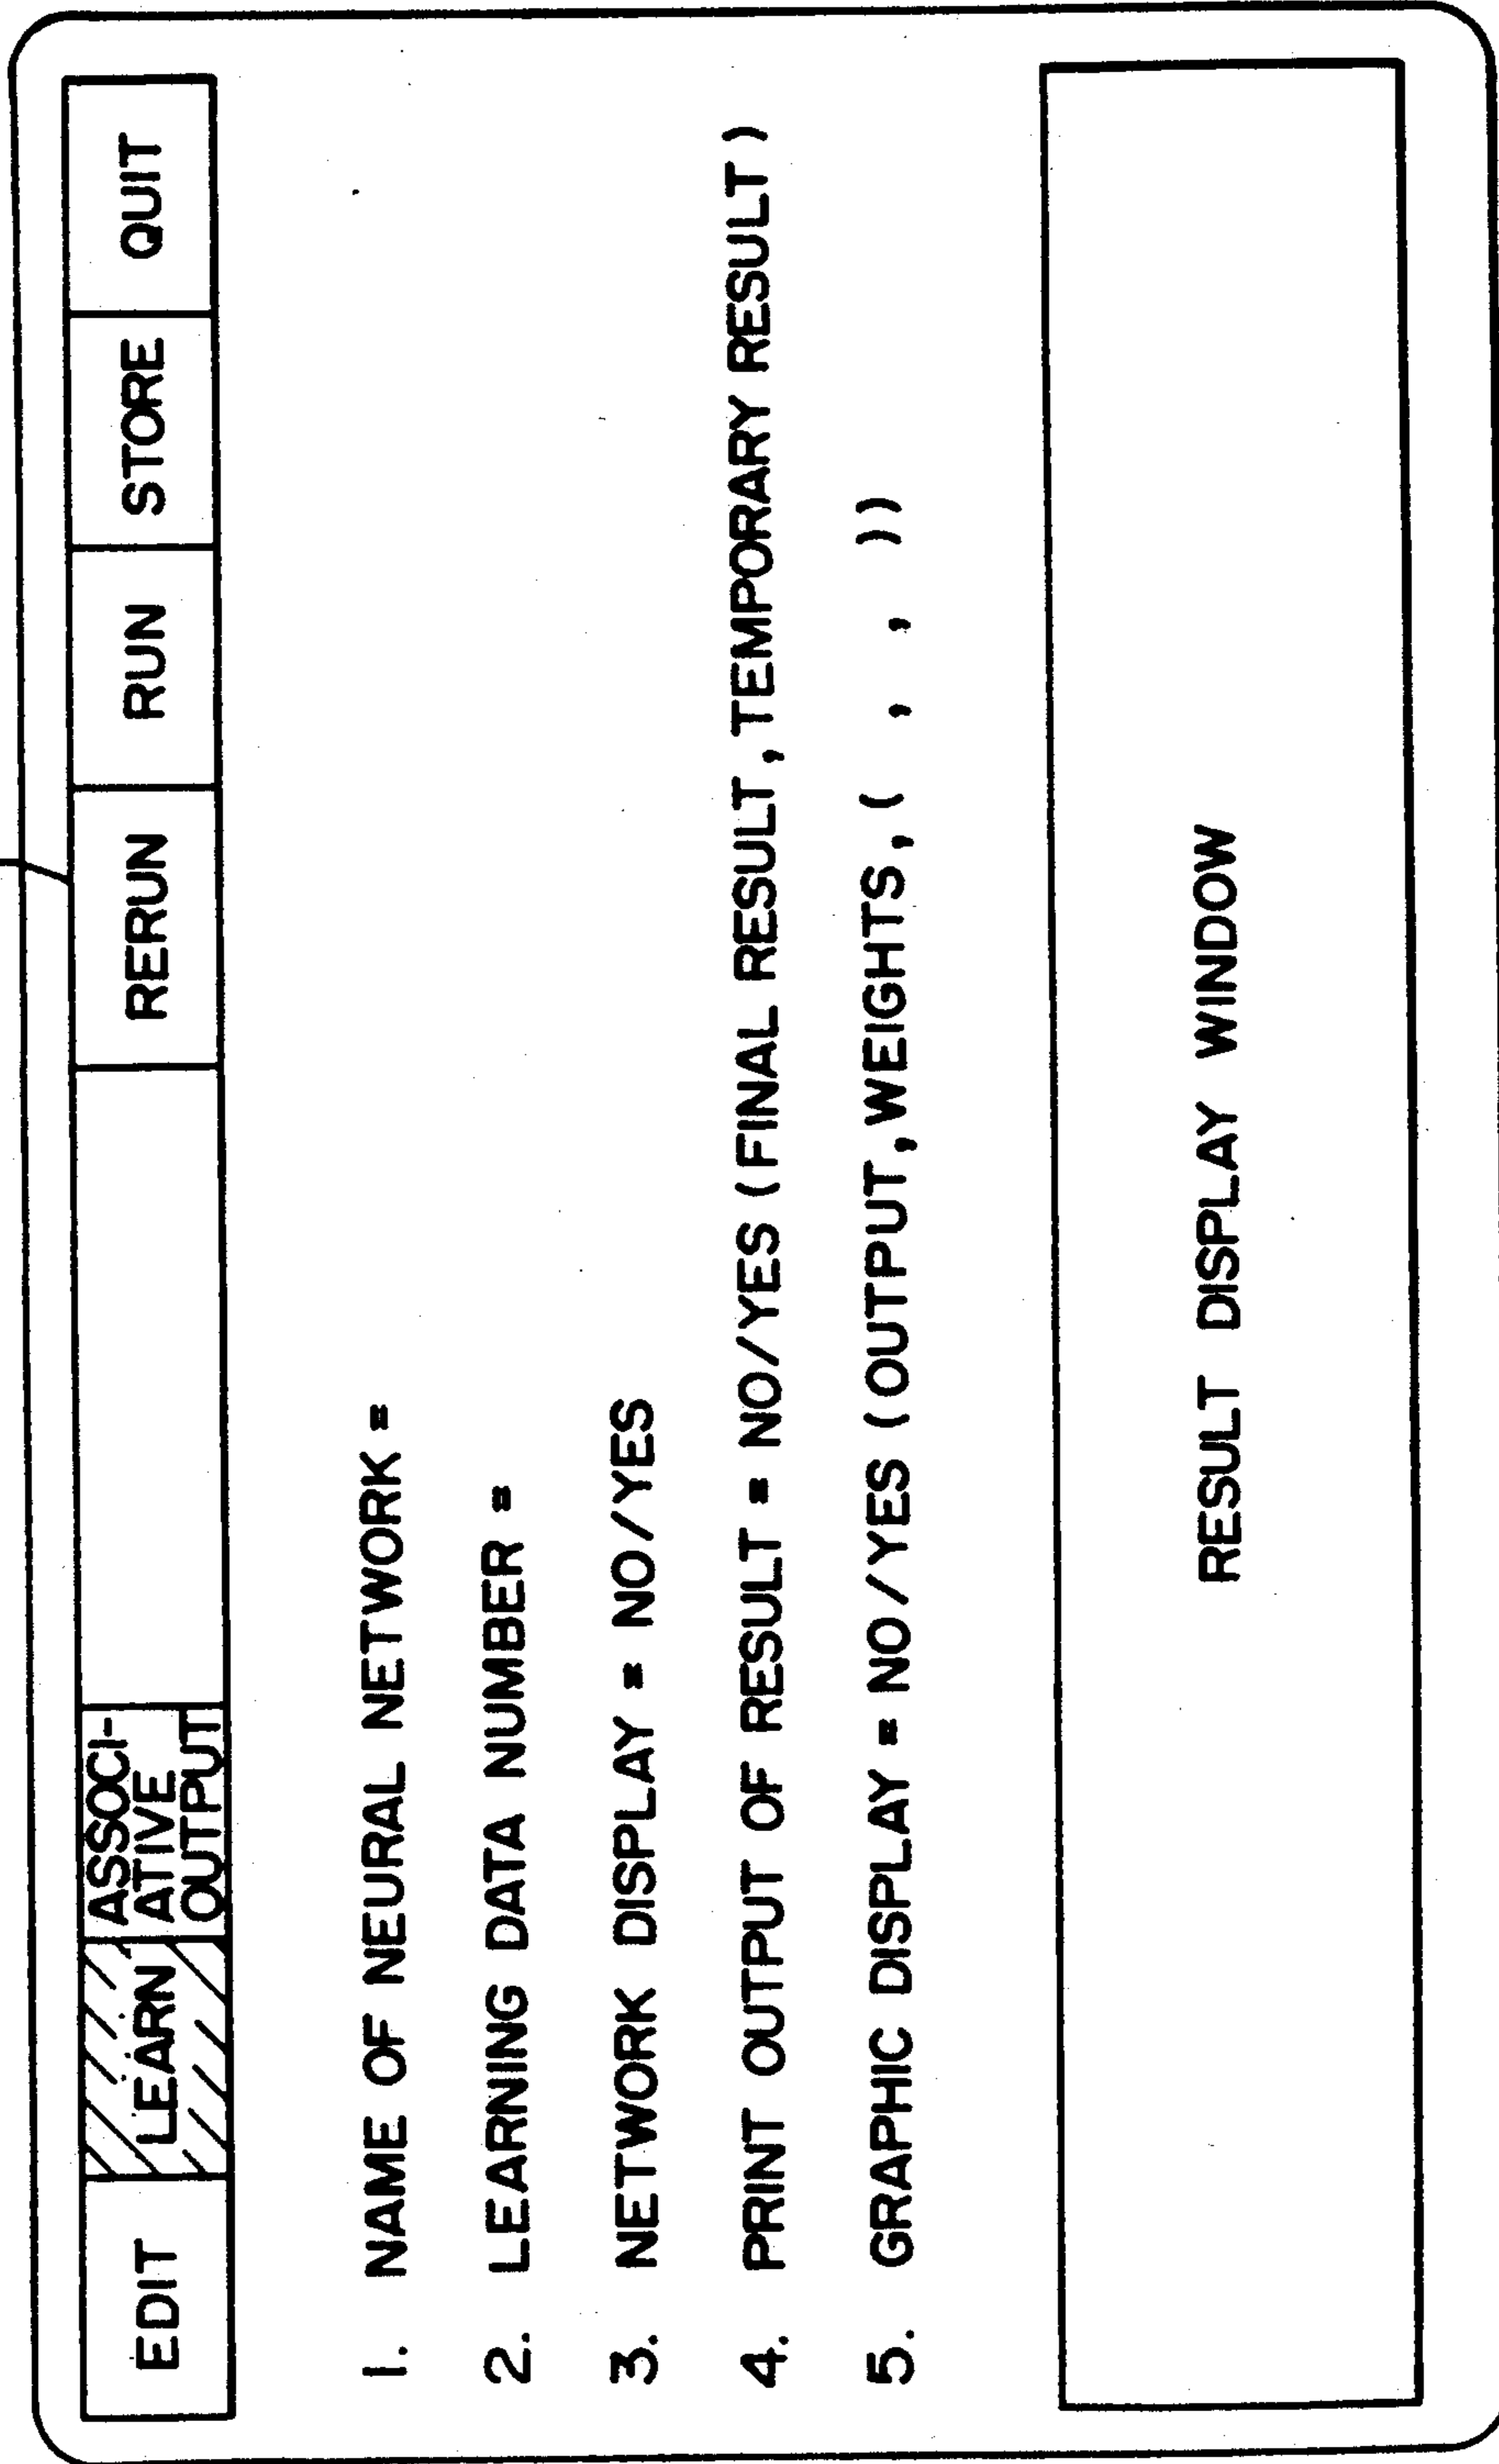 EDIT LEARN ASSOCI- RERUN RUN STORE QUIT
ATIVE
OUTPUT
1. NAME OF NEURAL NETWORK =
2. LEARNING DATA NUMBER =
3. NETWORK DISPLAY = NO/YES
4. PRINT OUTPUT OF RESULT = NO/YES (FINAL RESULT, TEMPORARY RESULT)
5. GRAPHIC DISPLAY = NO/YES (OUTPUT, WEIGHTS, ( , , ))
RESULT DISPLAY WINDOW